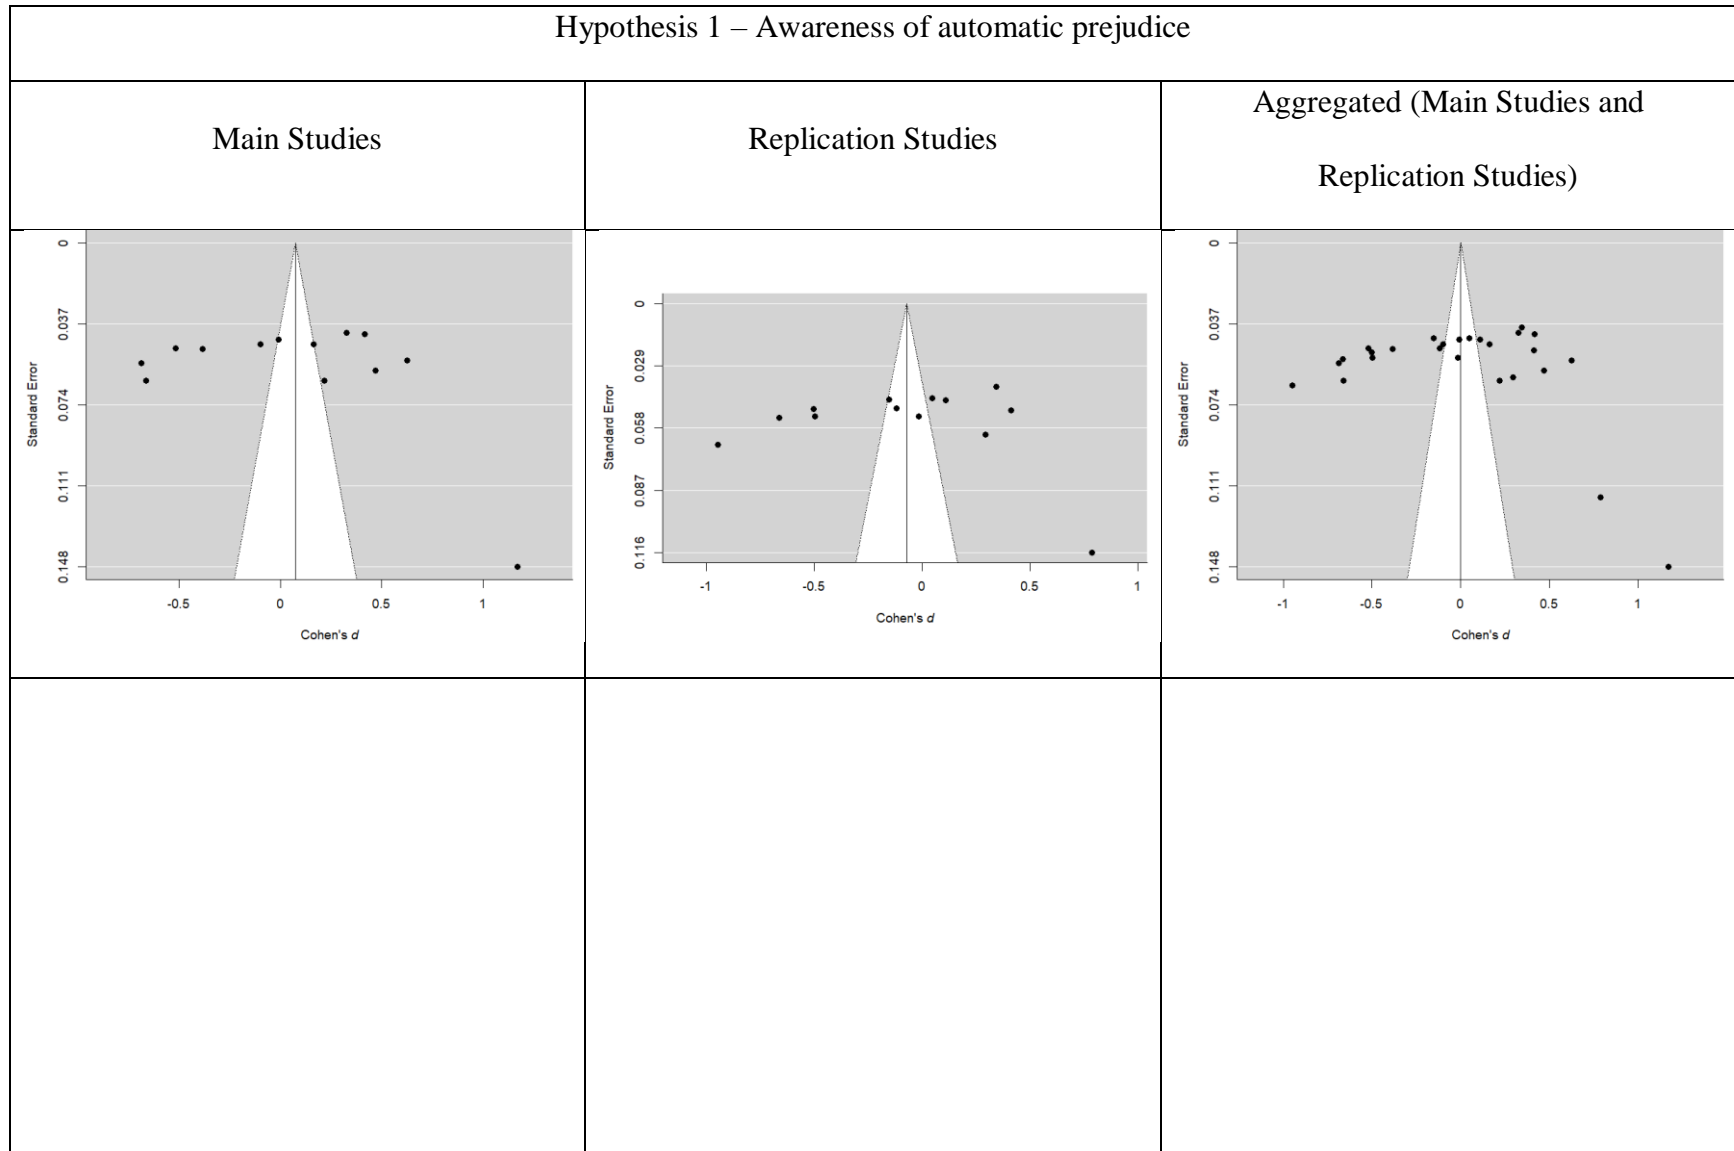 Hypothesis 1 – Awareness of automatic prejudice
Main Studies
Replication Studies
Aggregated (Main Studies and
Replication Studies)
0
0.037
0.074
0.111
0.148
Standard Error
-0.5
0
0.5
1
Cohen's d
0
0.029
0.058
0.087
0.116
Standard Error
-1
-0.5
0
0.5
1
Cohen's d
0
0.037
0.074
0.111
0.148
Standard Error
-1
-0.5
0
0.5
1
Cohen's d